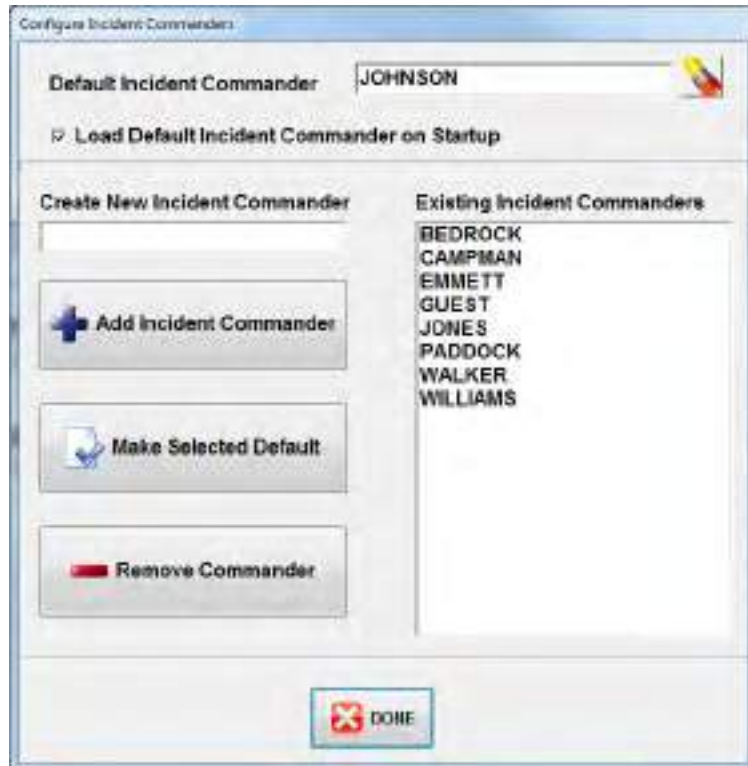 Configure Incident Commanders
Default Incident Commander
JOHNSON
Load Default Incident Commander on Startup
Create New Incident Commander
Existing Incident Commanders
BEDROCK
CAMPMAN
EMMETT
GUEST
JONES
PADDOCK
WALKER
WILLIAMS
Add Incident Commander
Make Selected Default
Remove Commander
DONE